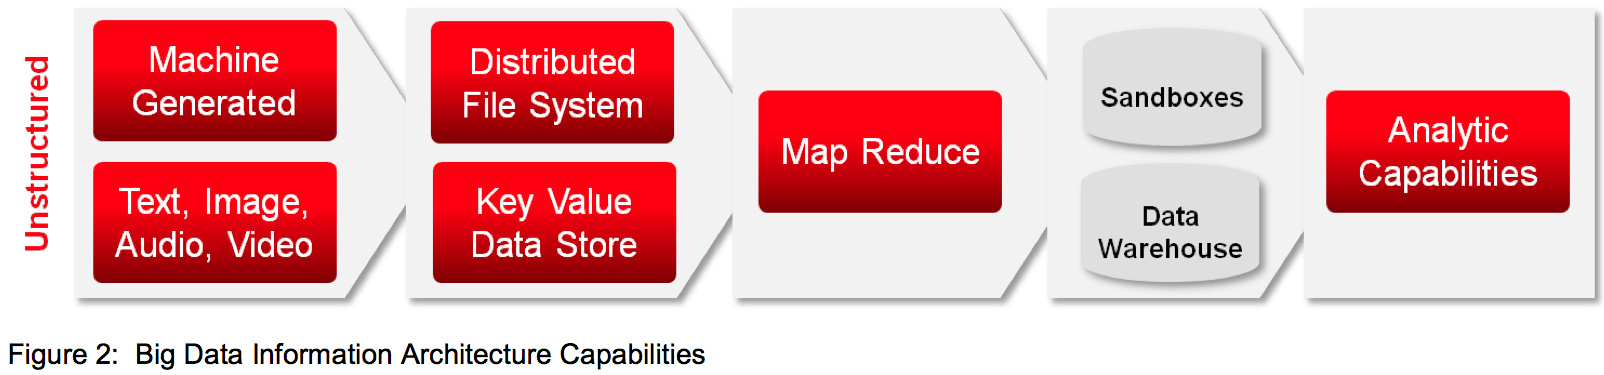 Unstructured
Machine
Generated
Text, Image,
Audio, Video
Distributed
File System
Key Value
Data Store
Map Reduce
Sandboxes
Data
Warehouse
Analytic
Capabilities
Figure 2:  Big Data Information Architecture Capabilities